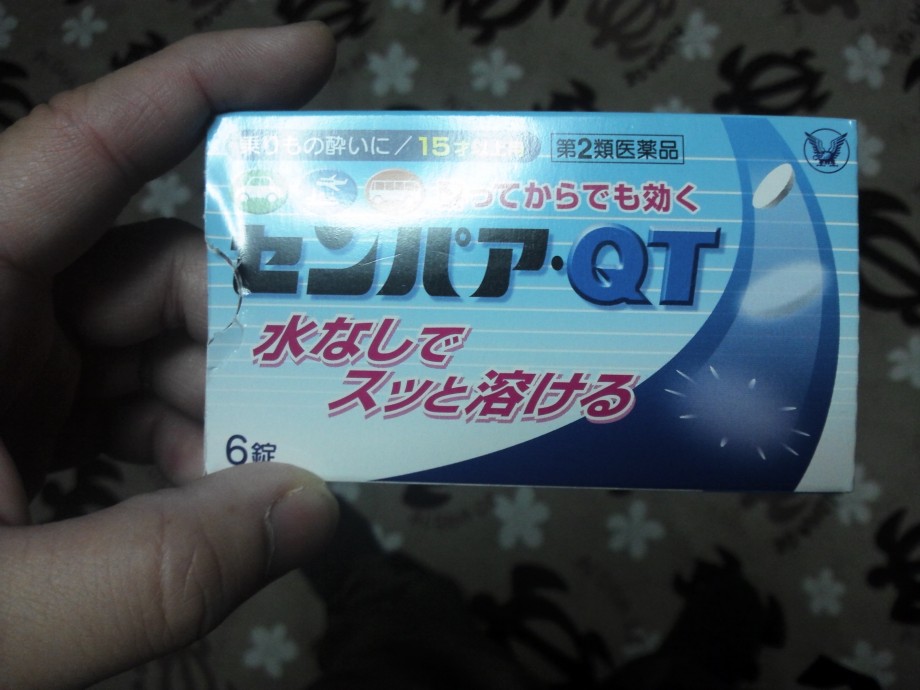 乗りもの酔いに/15才以上用
第2類医薬品
ってからでも効く
センパア・QT
水なしで
スッと溶ける
6錠